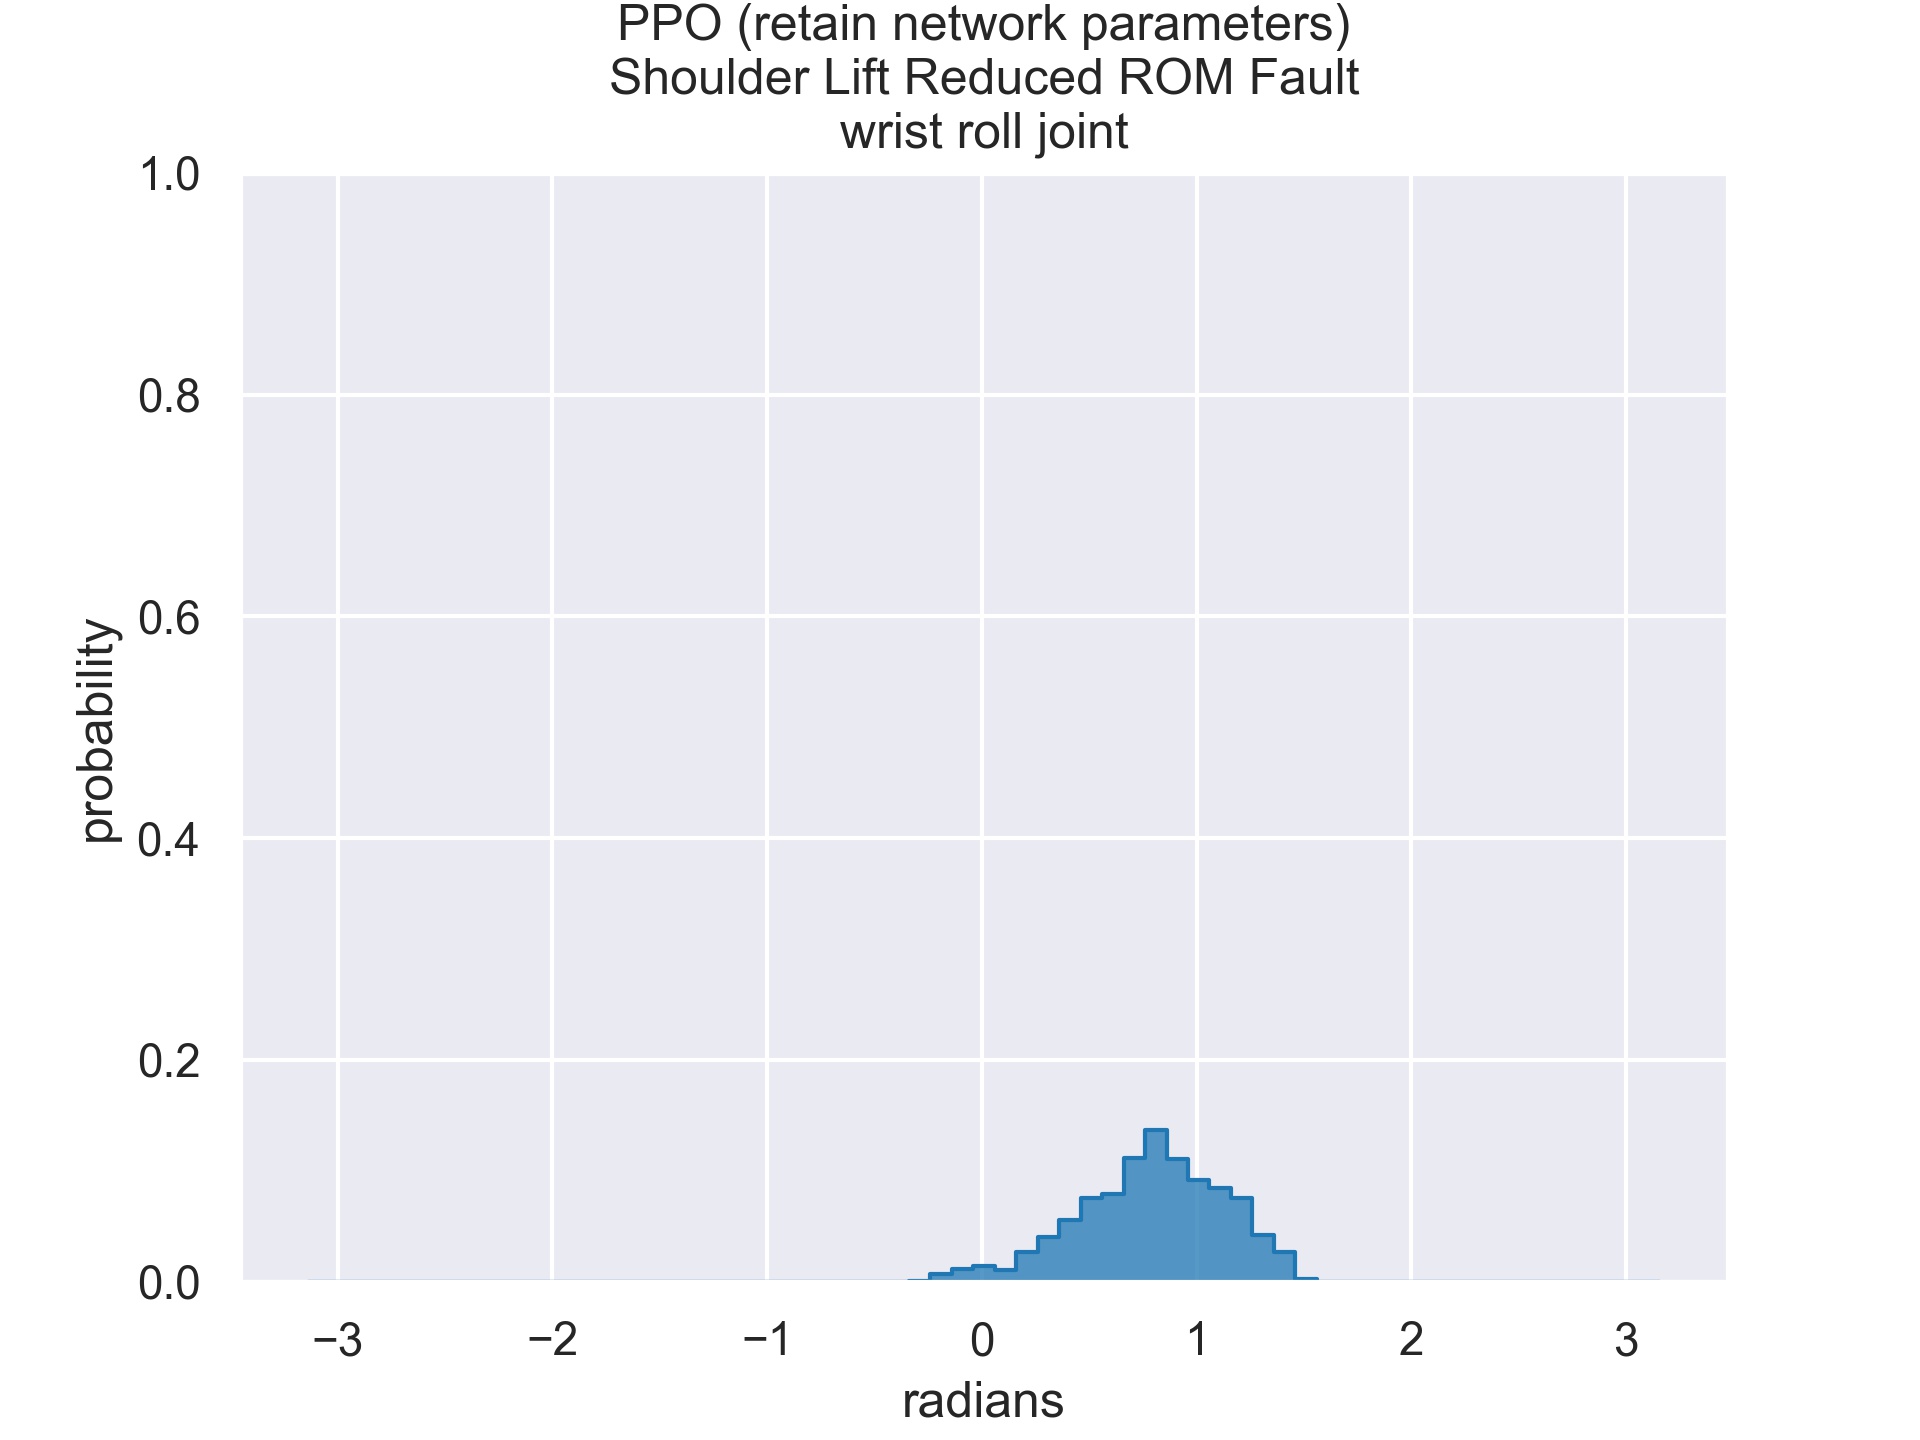 PPO (retain network parameters)
Shoulder Lift Reduced ROM Fault
wrist roll joint
1.0
0.8
0.6
0.4
0.2
0.0
probability
−3
−2
−1
0
1
2
3
radians